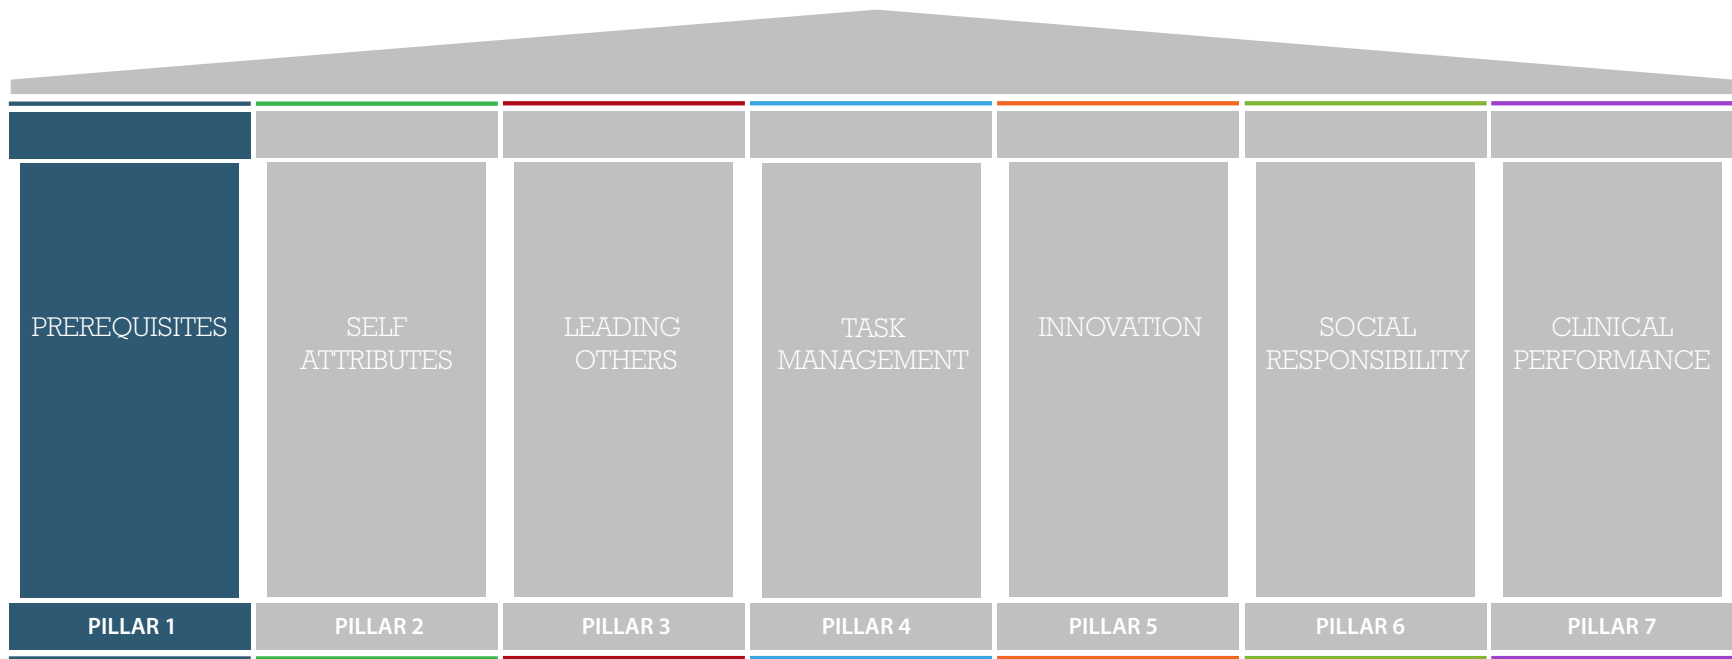 PREREQUISITES
SELF
ATTRIBUTES
LEADING
OTHERS
TASK
MANAGEMENT
INNOVATION
SOCIAL
RESPONSIBILITY
CLINICAL
PERFORMANCE
PILLAR 1
PILLAR 2
PILLAR 3
PILLAR 4
PILLAR 5
PILLAR 6
PILLAR 7